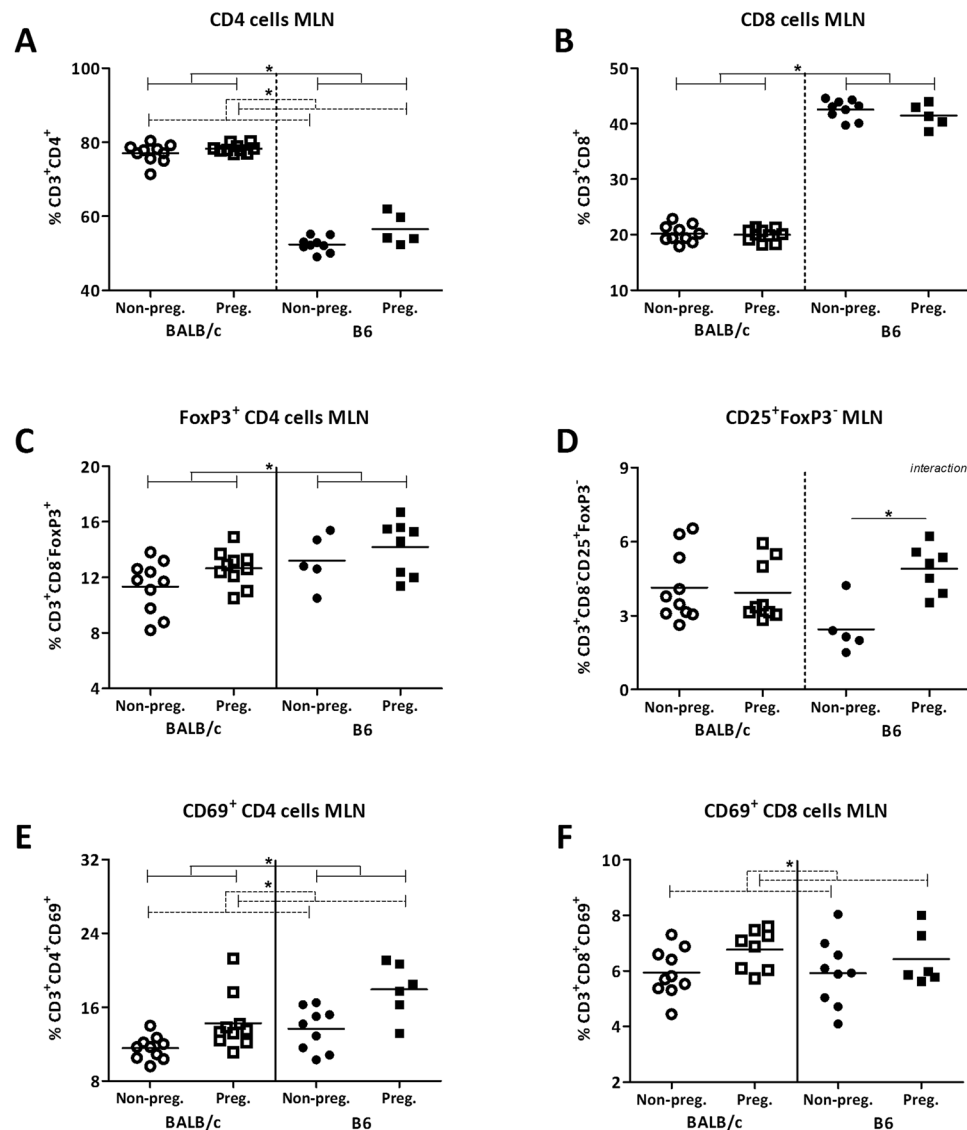 CD4 cells MLN
A
*
*
100
80
60
40
% CD3⁺CD4⁺
Non-preg. Preg. Non-preg. Preg.
BALB/c B6
CD8 cells MLN
B
*
50
40
30
20
10
% CD3⁺CD8⁺
Non-preg. Preg. Non-preg. Preg.
BALB/c B6
FoxP3⁺ CD4 cells MLN
C
*
20
16
12
8
4
% CD3⁺CD8⁻FoxP3⁺
Non-preg. Preg. Non-preg. Preg.
BALB/c B6
CD25⁺FoxP3⁻ MLN
D
interaction
*
9
6
3
0
% CD3⁺CD8⁻CD25⁺FoxP3⁻
Non-preg. Preg. Non-preg. Preg.
BALB/c B6
CD69⁺ CD4 cells MLN
E
*
*
32
24
16
8
% CD3⁺CD4⁺CD69⁺
Non-preg. Preg. Non-preg. Preg.
BALB/c B6
CD69⁺ CD8 cells MLN
F
*
10
8
6
4
2
% CD3⁺CD8⁺CD69⁺
Non-preg. Preg. Non-preg. Preg.
BALB/c B6